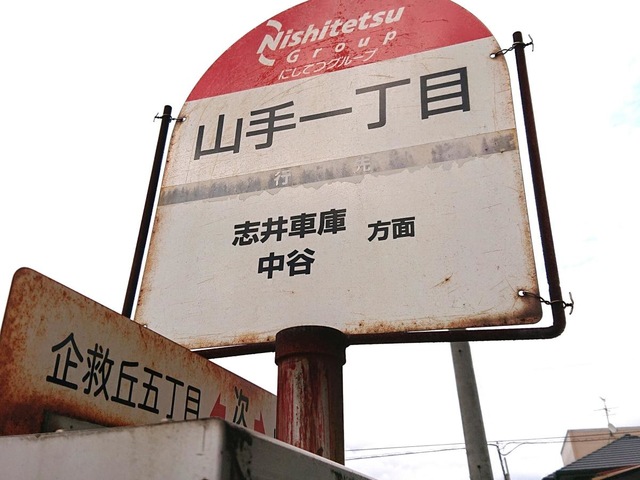 Nishitetsu
Group
にしてつグループ
山手一丁目
行先
志井車庫 方面
中谷
企救丘五丁目 次